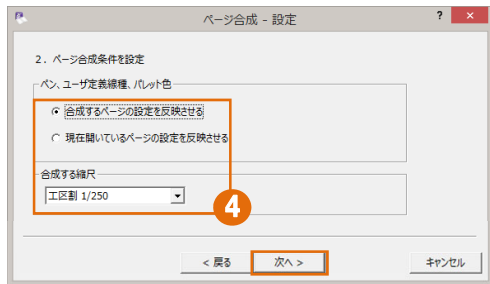 ページ合成 - 設定
? ×
2. ページ合成条件を設定
ペン、ユーザ定義線種、パレット色
合成するページの設定を反映させる
現在開いているページの設定を反映させる
合成する縮尺
工区割 1/250
4
< 戻る 次へ > キャンセル